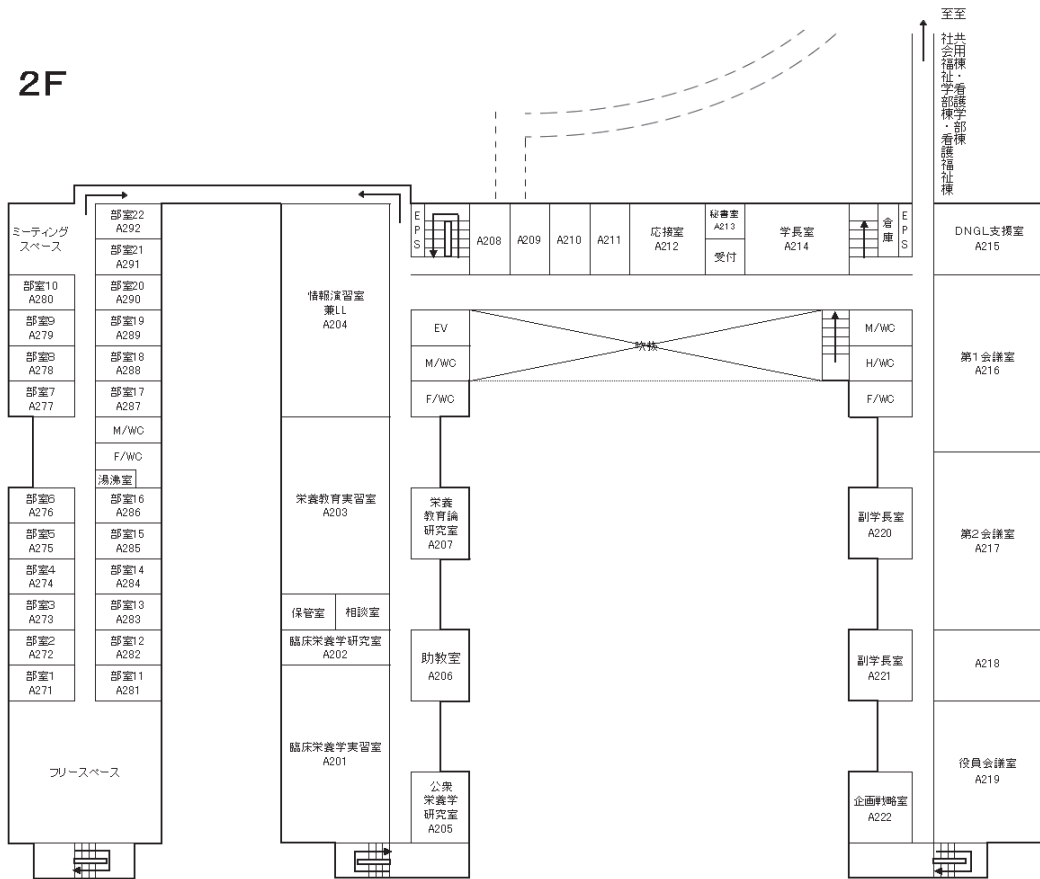 2F
至 共用棟・看護学部棟
至 社会福祉学部棟・看護福祉棟
ミーティング
スペース
部室10
A280
部室9
A279
部室8
A278
部室7
A277
部室6
A276
部室5
A275
部室4
A274
部室3
A273
部室2
A272
部室1
A271
フリースペース
部室22
A292
部室21
A291
部室20
A290
部室19
A289
部室18
A288
部室17
A287
M/WC
F/WC
湯沸室
部室16
A286
部室15
A285
部室14
A284
部室13
A283
部室12
A282
部室11
A281
情報演習室
兼LL
A204
栄養教育実習室
A203
保管室
相談室
臨床栄養学研究室
A202
臨床栄養学実習室
A201
EPS
A208
A209
A210
A211
応接室
A212
秘書室
A213
受付
学長室
A214
倉庫
EPS
EV
M/WC
F/WC
吹抜
M/WC
H/WC
F/WC
栄養
教育論
研究室
A207
助教室
A206
公衆
栄養学
研究室
A205
副学長室
A220
副学長室
A221
企画戦略室
A222
DNGL支援室
A215
第1会議室
A216
第2会議室
A217
A218
役員会議室
A219